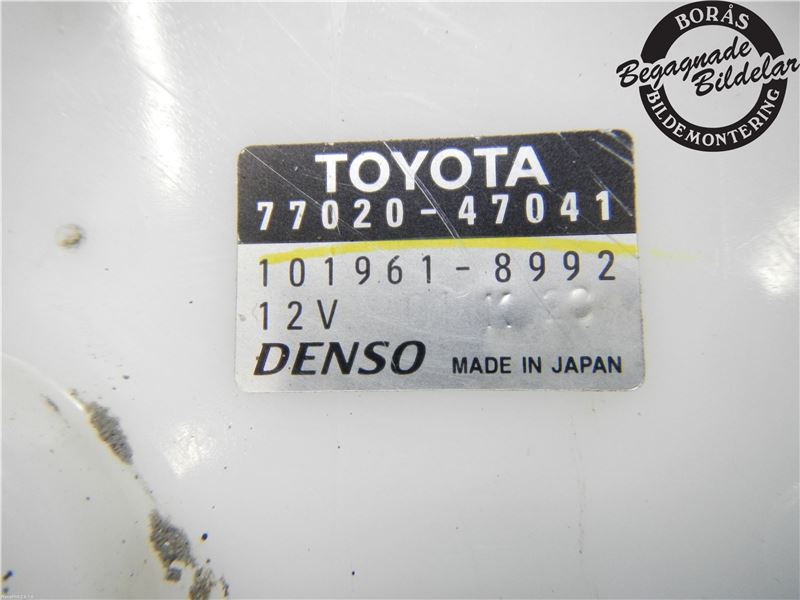 BORÅS
Begagnade
Bildelar
BILDEMONTERING
TOYOTA
77020-47041
101961-8992
12V
DENSO MADE IN JAPAN